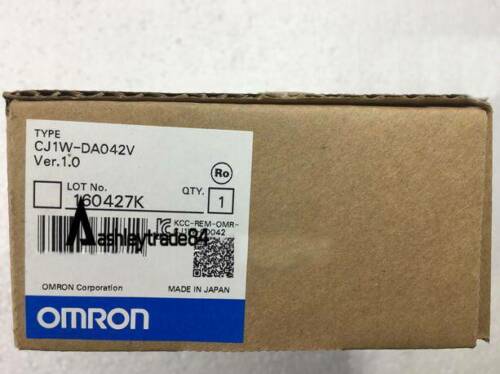 TYPE
CJ1W-DA042V
Ver.1.0
Ro
LOT No.
QTY.
160427K
1
KCC-REM-OMR-
ashleytrade84
OMRON Corporation
MADE IN JAPAN
OMRON